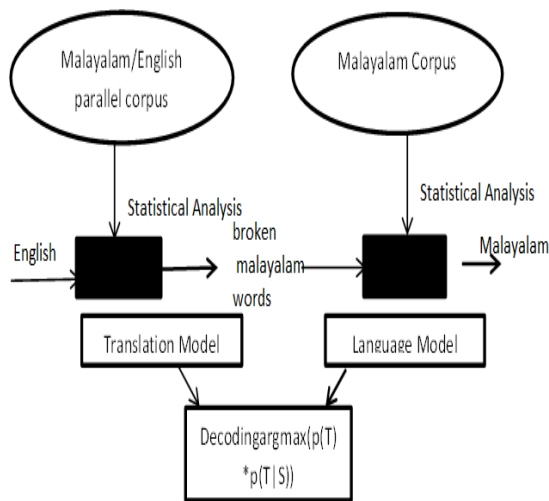 Malayalam/English
parallel corpus
Malayalam Corpus
Statistical Analysis
Statistical Analysis
English
broken
malayalam
words
Malayalam
Translation Model
Language Model
Decodingargmax(p(T)
*p(T|S))